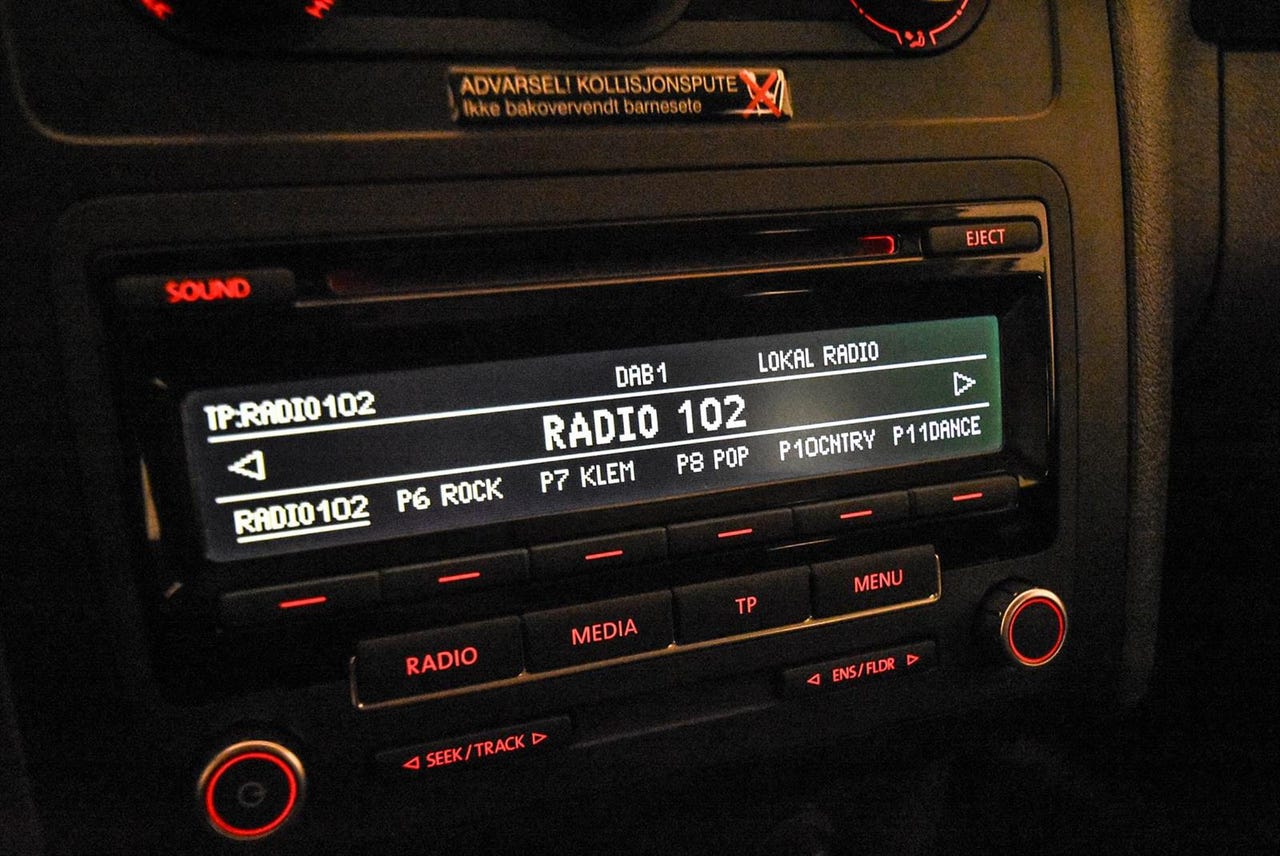 ADVARSEL! KOLLISJONSPUTE
Ikke bakovervendt barnesete
EJECT
SOUND
TP:RADIO102 DAB1 LOKAL RADIO
RADIO 102
RADIO102 P6 ROCK P7 KLEM P8 POP P10CNTRY P11DANCE
RADIO MEDIA TP MENU
SEEK/TRACK ENS/FLDR